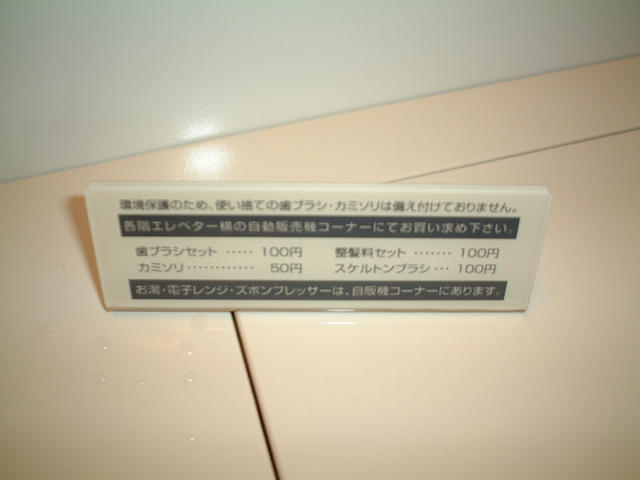 環境保護のため、使い捨ての歯ブラシ・カミソリは備え付けておりません。
各階エレベター横の自動販売機コーナーにてお買い求め下さい。
歯ブラシセット ····· 100円 整髪料セット ······· 100円
カミソリ ············ 50円 スケルトンブラシ ··· 100円
お湯・電子レンジ・ズボンプレッサーは、自販機コーナーにあります。